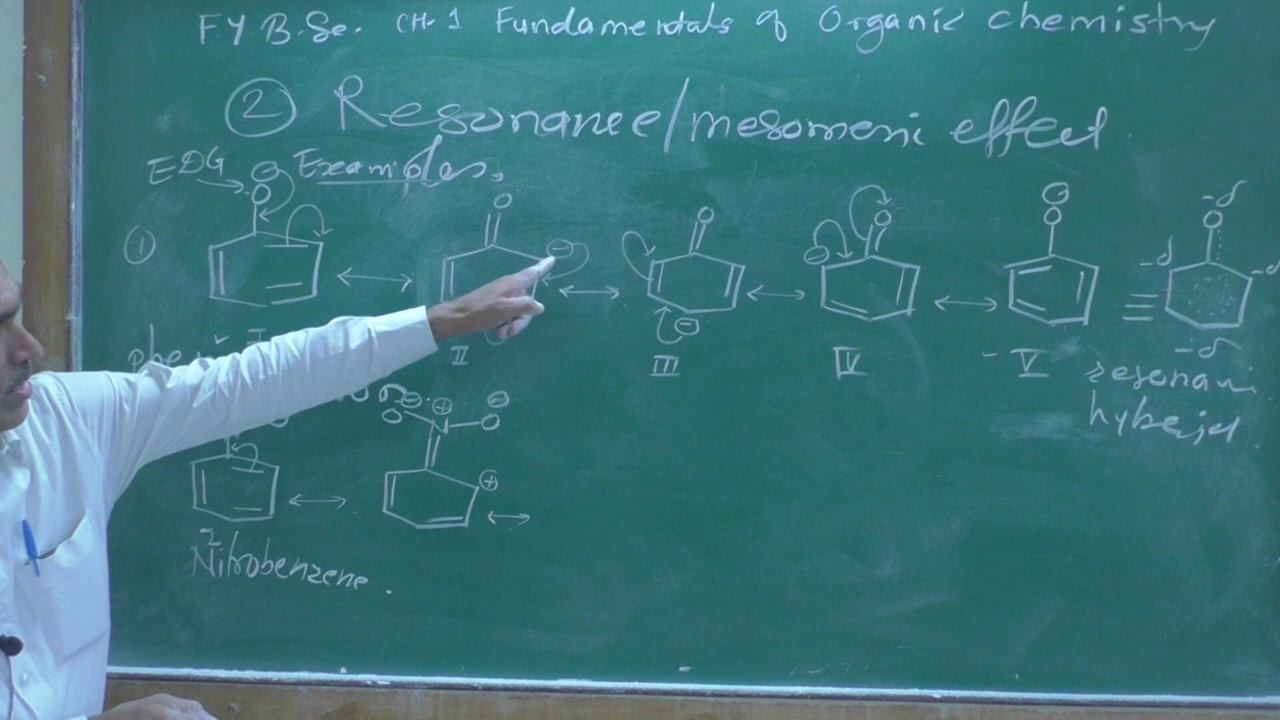 FY B.Sc. CH-1 Fundamentals of Organic chemistry
② Resonance/mesomeric effect
EDG Examples,
①
O O O O O O
-δ
-δ -δ
-δ
II III IV V
resonan
hybrid
N O O
Nitrobenzene.